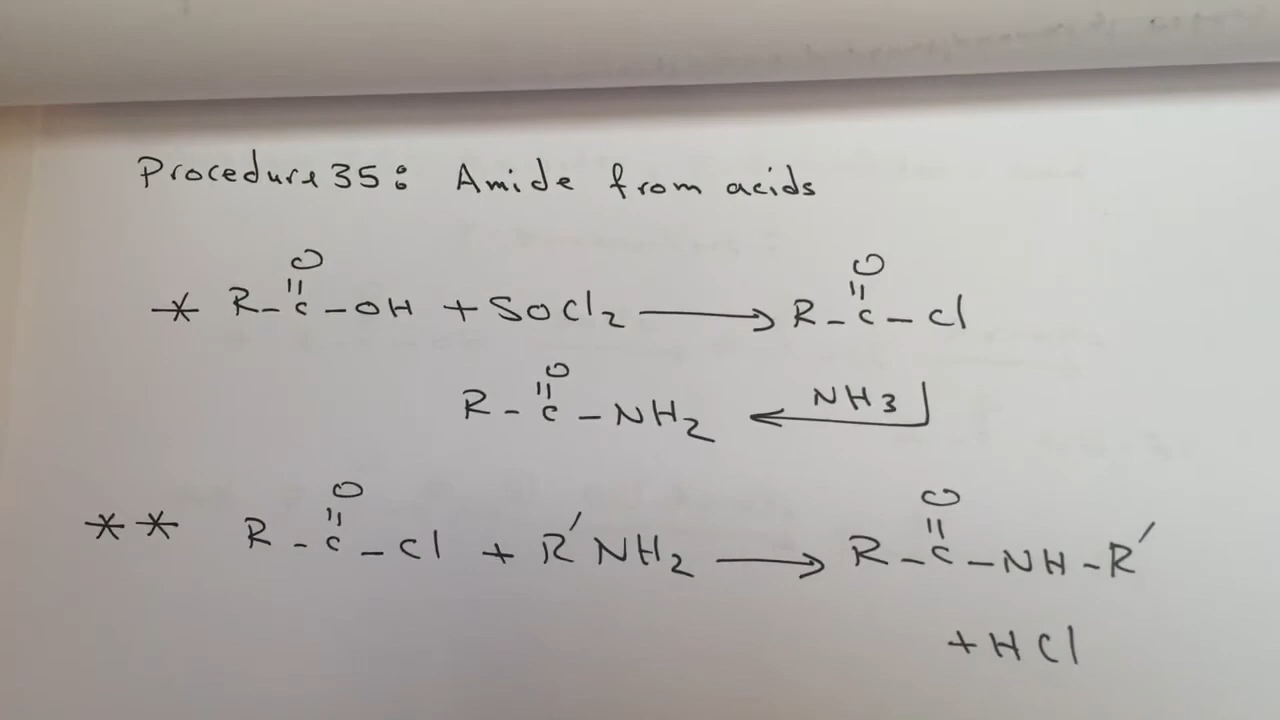 Procedure 35: Amide from acids
O
* R-C-OH + SOCl2 ⟶ R-C-Cl
O
R-C-NH2 ⟵ NH3
O
** R-C-Cl + R'NH2 ⟶ R-C-NH-R'
+ HCl